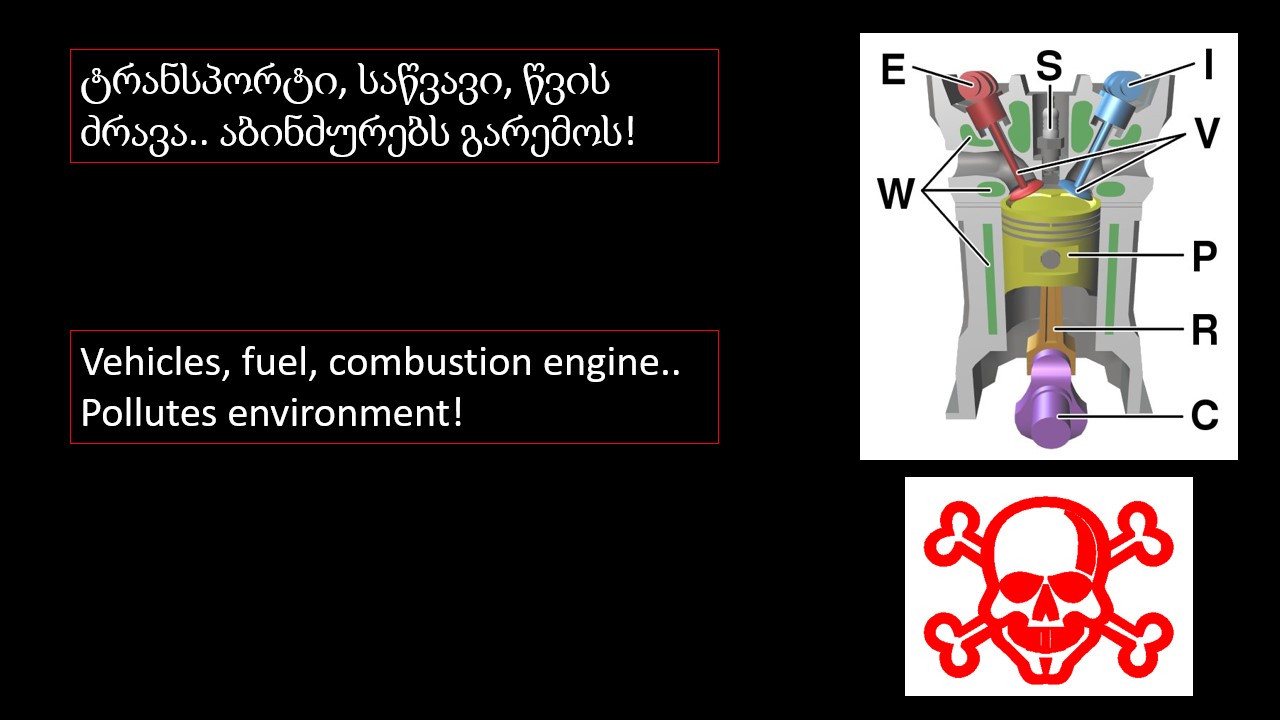 ტრანსპორტი, საწვავი, წვის
ძრავა.. აბინძურებს გარემოს!
Vehicles, fuel, combustion engine..
Pollutes environment!
E
S
I
V
W
P
R
C